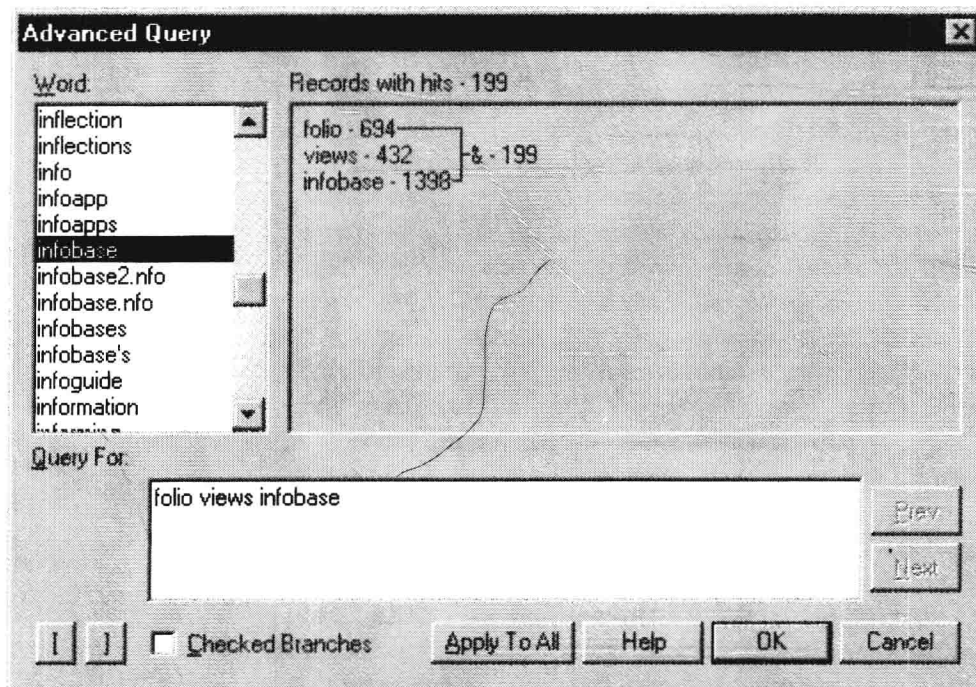 Advanced Query
Word:
Records with hits - 199
inflection
inflections
info
infoapp
infoapps
infobase
infobase2.nfo
infobase.nfo
infobases
infobase's
infoguide
information
folio - 694
views - 432
& - 199
infobase - 1398
Query For:
folio views infobase
Prev
Next
[ ]
Checked Branches
Apply To All
Help
OK
Cancel